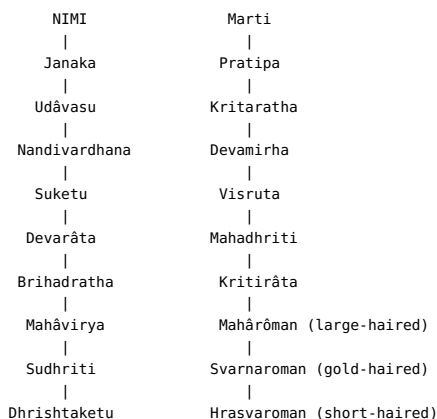 NIMI Marti
| |
Janaka Pratipa
| |
Udâvasu Kritaratha
| |
Nandivardhana Devamirha
| |
Suketu Visruta
| |
Devarâta Mahadhriti
| |
Brihadratha Kritirâta
| |
Mahâvirya Mahârôman (large-haired)
| |
Sudhriti Svarnaroman (gold-haired)
| |
Dhrishtaketu Hrasvaroman (short-haired)